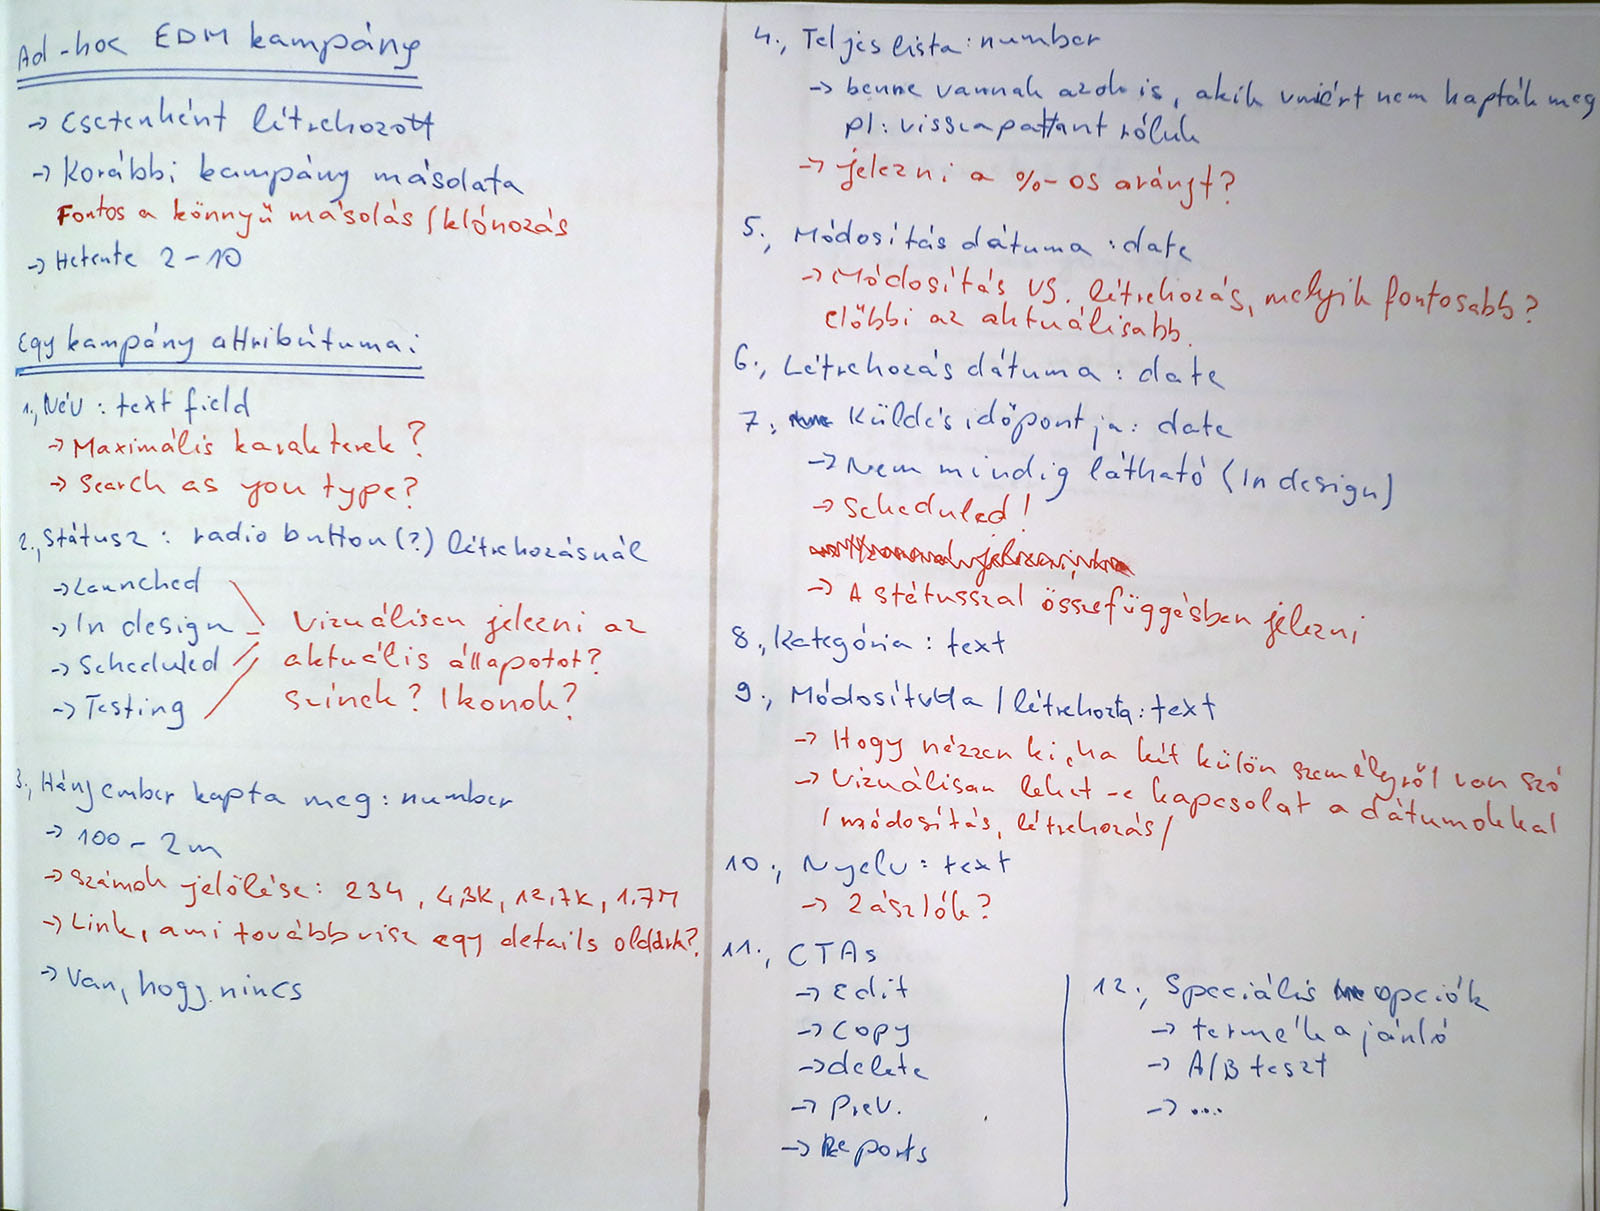 Ad-hoc EDM kampány
→ Esetenként létrehozott
→ Korábbi kampány másolata
Fontos a könnyű másolás / klónozás
→ Hetente 2-10
Egy kampány attribútumai:
1., Név: text field
→ Maximális karakterek?
→ Search as you type?
2., Státusz: radio button(?) létrehozásnál
→ Launched
→ In design
→ Scheduled
→ Testing
Vizuálisan jelezni az
aktuális állapotot?
Színek? Ikonok?
3., Hány ember kapta meg: number
→ 100 - 2m
→ Számok jelölése: 234, 4,3K, 12,7K, 1,7M
→ Link, ami tovább visz egy details oldalra?
→ Van, hogy nincs
4., Teljes lista: number
→ benne vannak azok is, akik vmiért nem kapták meg
pl: visszapattant róluk
→ jelezni a %-os arányt?
5., Módosítás dátuma: date
→ Módosítás vs. létrehozás, melyik fontosabb?
Előbbi az aktuálisabb.
6., Létrehozás dátuma: date
7., Küldés időpontja: date
→ Nem mindig látható (In design)
→ Scheduled!
→ A státusszal összefüggésben jelezni
8., Kategória: text
9., Módosította / létrehozta: text
→ Hogy nézzen ki, ha két külön személyről van szó
→ Vizuálisan lehet-e kapcsolat a dátumokkal
/módosítás, létrehozás/
10., Nyelv: text
→ Zászlók?
11., CTAs
→ Edit
→ Copy
→ delete
→ Prev.
→ Reports
12., Speciális opciók
→ termék ajánló
→ A/B teszt
→ ...